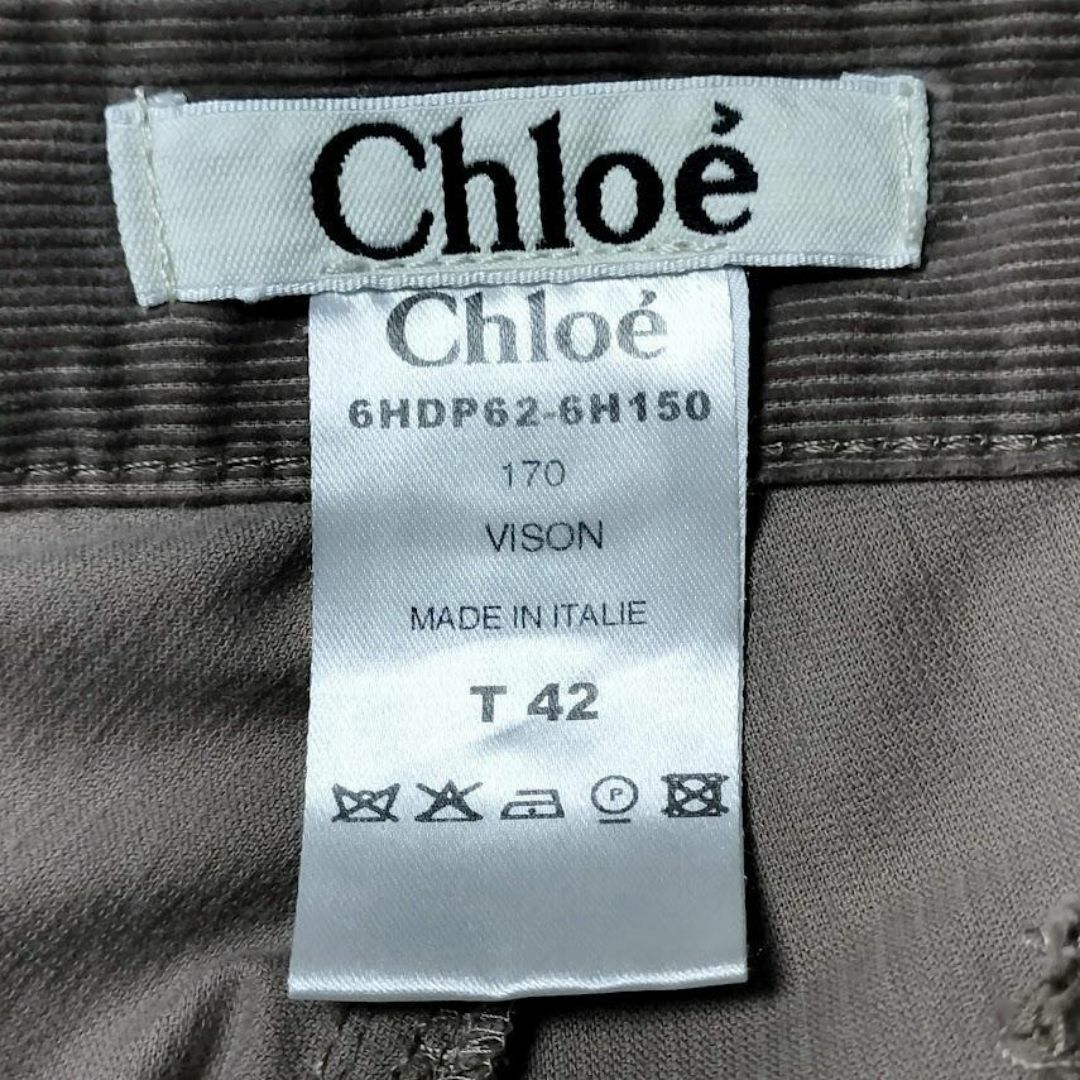 Chloé
Chloé
6HDP62-6H150
170
VISON
MADE IN ITALIE
T 42
P